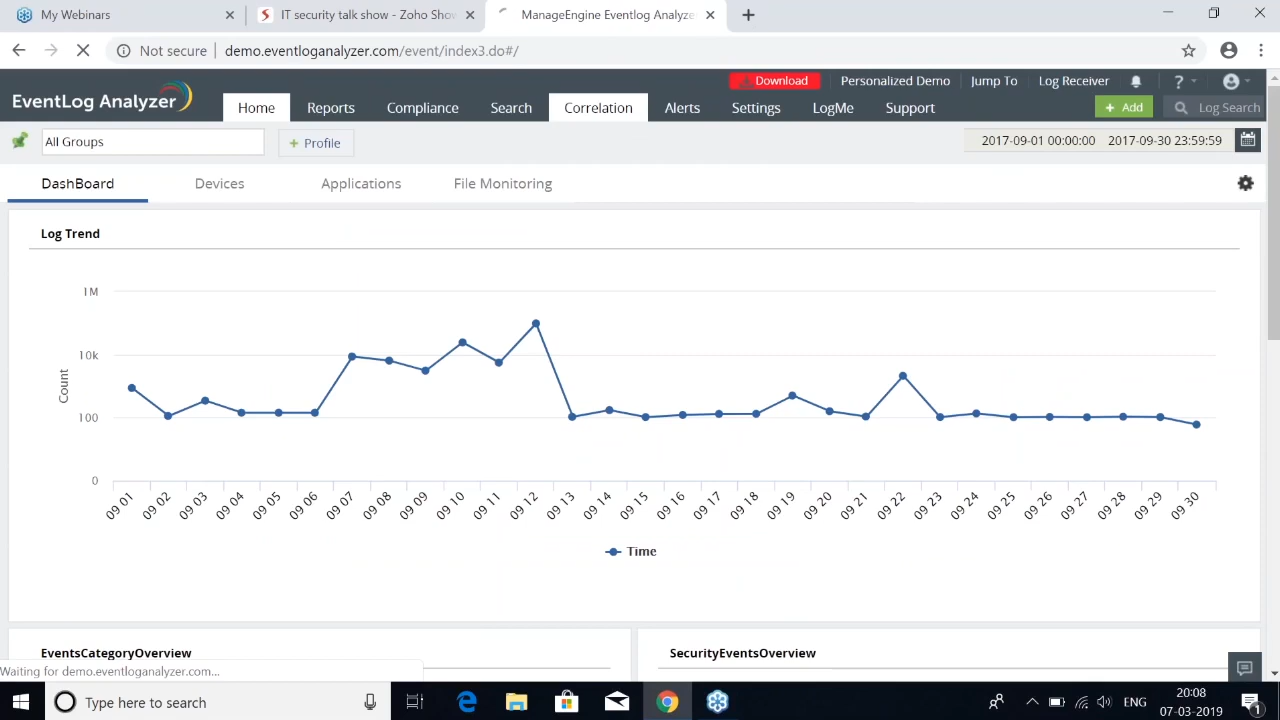 My Webinars
IT security talk show - Zoho Show
ManageEngine Eventlog Analyzer
Not secure
demo.eventloganalyzer.com/event/index3.do#/
Download
Personalized Demo
Jump To
Log Receiver
?
EventLog Analyzer
Home
Reports
Compliance
Search
Correlation
Alerts
Settings
LogMe
Support
+ Add
Log Search
All Groups
+ Profile
2017-09-01 00:00:00 2017-09-30 23:59:59
DashBoard
Devices
Applications
File Monitoring
Log Trend
1M
10k
100
0
Count
09 01
09 02
09 03
09 04
09 05
09 06
09 07
09 08
09 09
09 10
09 11
09 12
09 13
09 14
09 15
09 16
09 17
09 18
09 19
09 20
09 21
09 22
09 23
09 24
09 25
09 26
09 27
09 28
09 29
09 30
Time
EventsCategoryOverview
SecurityEventsOverview
Waiting for demo.eventloganalyzer.com...
Type here to search
ENG
20:08
07-03-2019
1